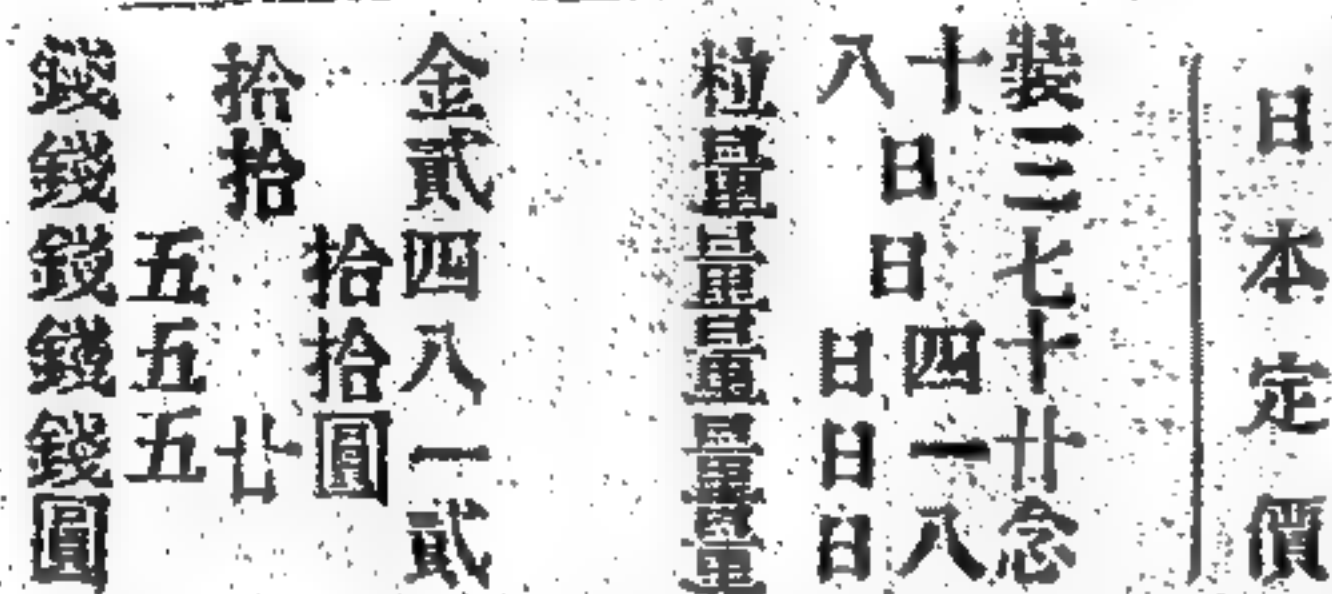 日本定價
裝十八粒 金拾錢
三日量 貳拾錢
七日量 四拾五錢
十四日量 八拾五錢
廿一日量 一圓廿五錢
念八日量 貳圓